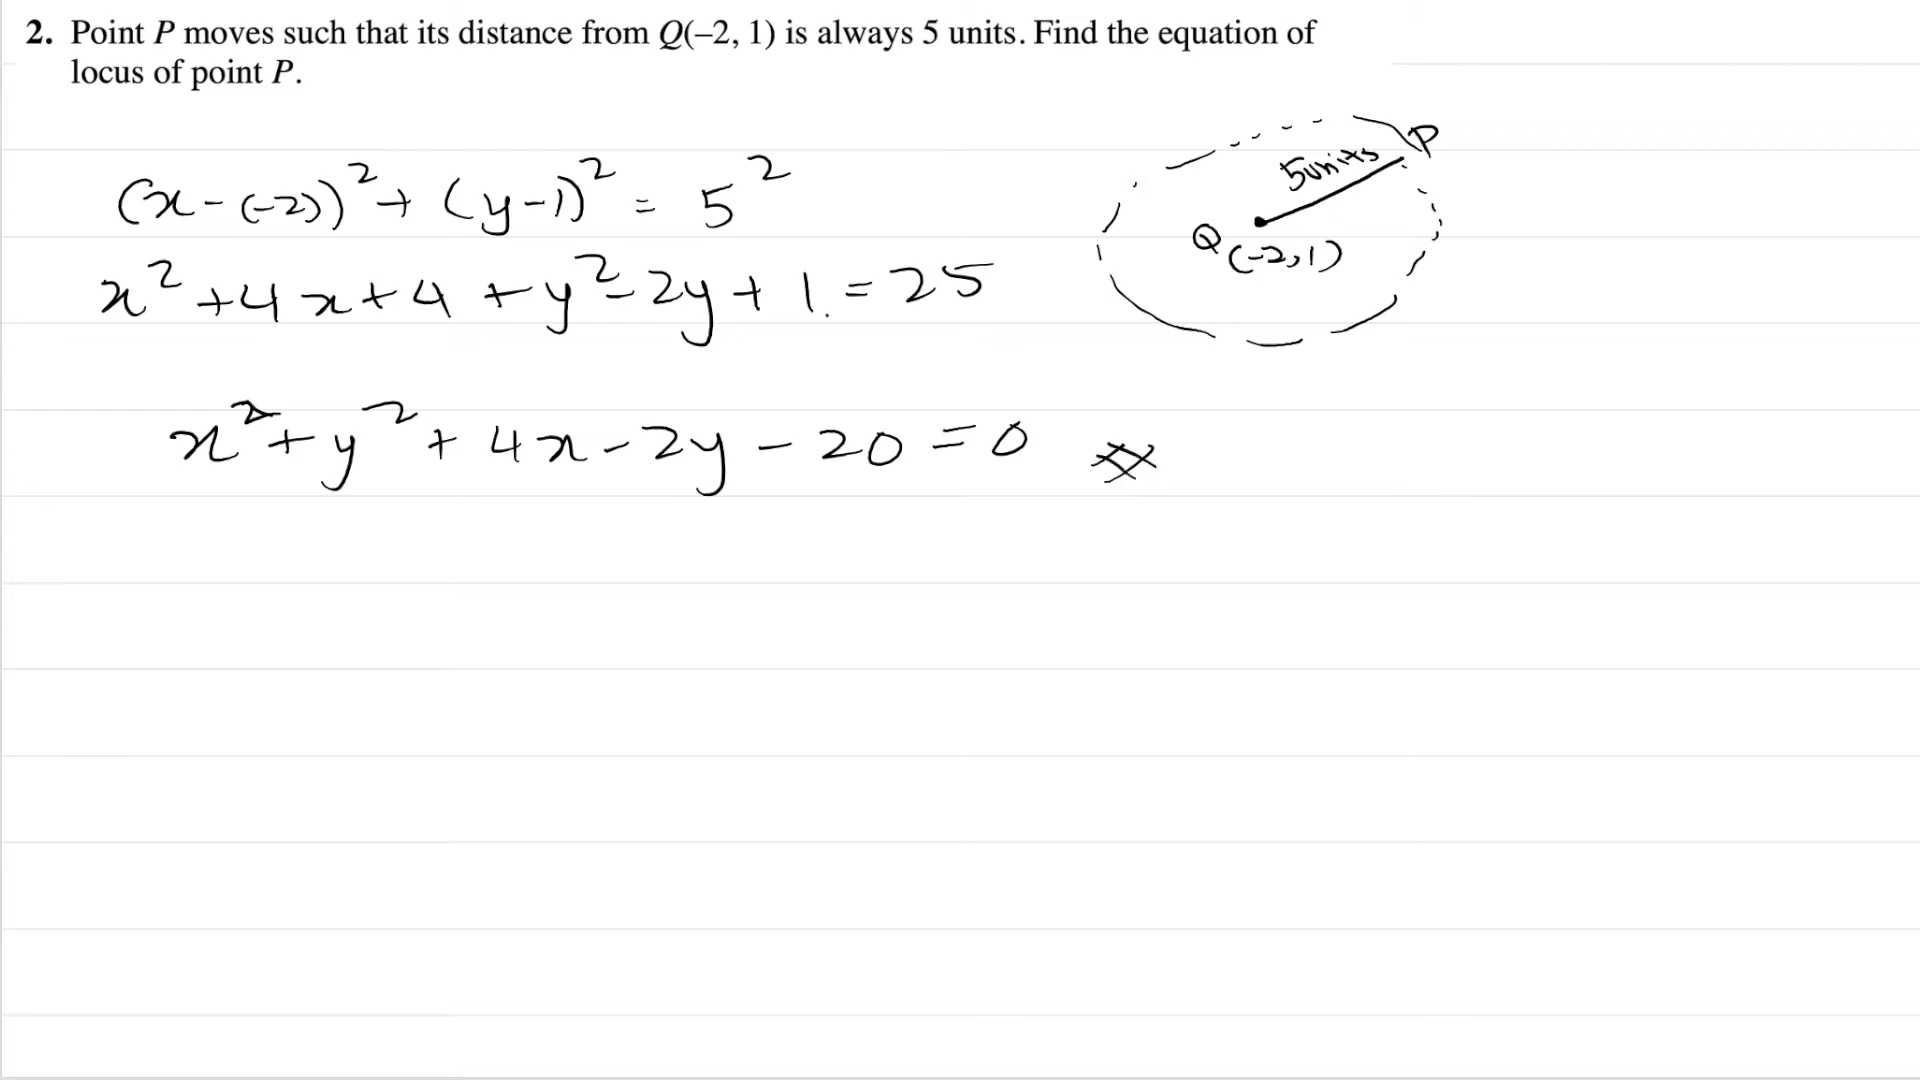 2. Point P moves such that its distance from Q(–2, 1) is always 5 units. Find the equation of
locus of point P.
(x-(-2))²+(y-1)² = 5²
x²+4x+4+y²-2y+1=25
x²+y²+4x-2y-20=0
P
5units
Q(-2,1)